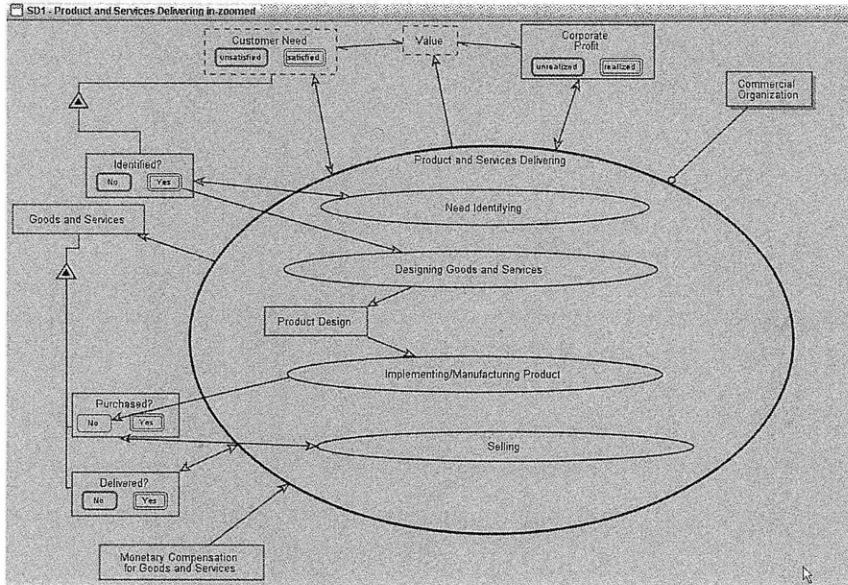 SD1 - Product and Services Delivering in-zoomed
Customer Need
unsatisfied satisfied
Value
Corporate
Profit
unrealized realized
Commercial
Organization
Product and Services Delivering
Identified?
No Yes
Need Identifying
Goods and Services
Designing Goods and Services
Product Design
Implementing/Manufacturing Product
Purchased?
No Yes
Selling
Delivered?
No Yes
Monetary Compensation
for Goods and Services